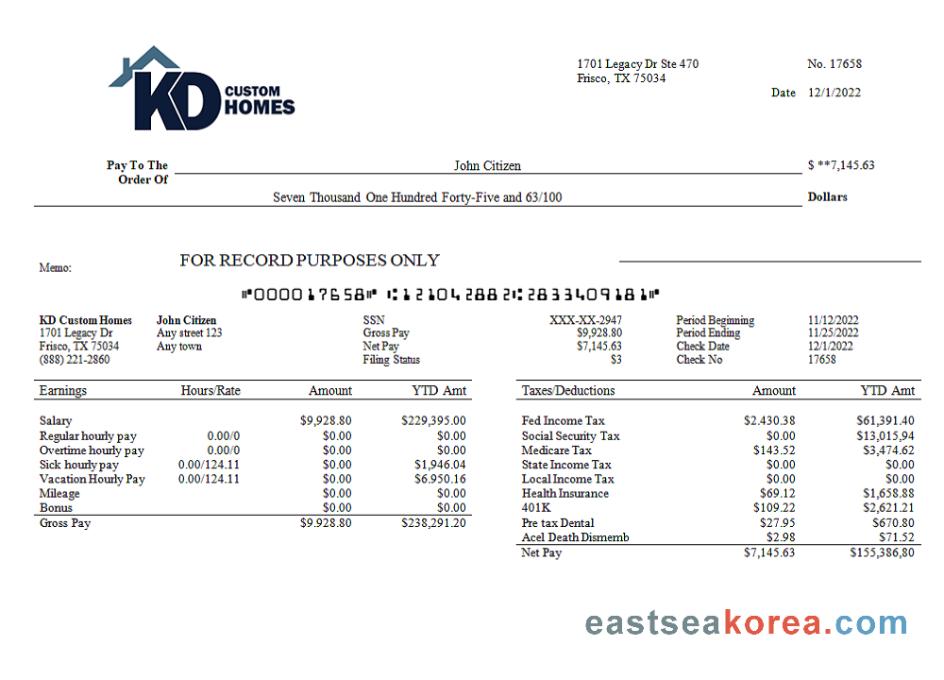 KD CUSTOM HOMES
1701 Legacy Dr Ste 470
Frisco, TX 75034
No. 17658
Date 12/1/2022
Pay To The Order Of John Citizen $ **7,145.63
Seven Thousand One Hundred Forty-Five and 63/100 Dollars
Memo: FOR RECORD PURPOSES ONLY
⑈000017658⑈ ⑆121042882⑆2833409181⑈
KD Custom Homes John Citizen SSN XXX-XX-2947 Period Beginning 11/12/2022
1701 Legacy Dr Any street 123 Gross Pay $9,928.80 Period Ending 11/25/2022
Frisco, TX 75034 Any town Net Pay $7,145.63 Check Date 12/1/2022
(888) 221-2860 Filing Status $3 Check No 17658
Earnings Hours/Rate Amount YTD Amt
Salary $9,928.80 $229,395.00
Regular hourly pay 0.00/0 $0.00 $0.00
Overtime hourly pay 0.00/0 $0.00 $0.00
Sick hourly pay 0.00/124.11 $0.00 $1,946.04
Vacation Hourly Pay 0.00/124.11 $0.00 $6.950.16
Mileage $0.00 $0.00
Bonus $0.00 $0.00
Gross Pay $9.928.80 $238,291.20
Taxes/Deductions Amount YTD Amt
Fed Income Tax $2.430.38 $61,391.40
Social Security Tax $0.00 $13,015,94
Medicare Tax $143.52 $3,474.62
State Income Tax $0.00 $0.00
Local Income Tax $0.00 $0.00
Health Insurance $69.12 $1,658.88
401K $109.22 $2,621.21
Pre tax Dental $27.95 $670.80
Acel Death Dismemb $2.98 $71.52
Net Pay $7,145.63 $155,386,80
eastseakorea.com